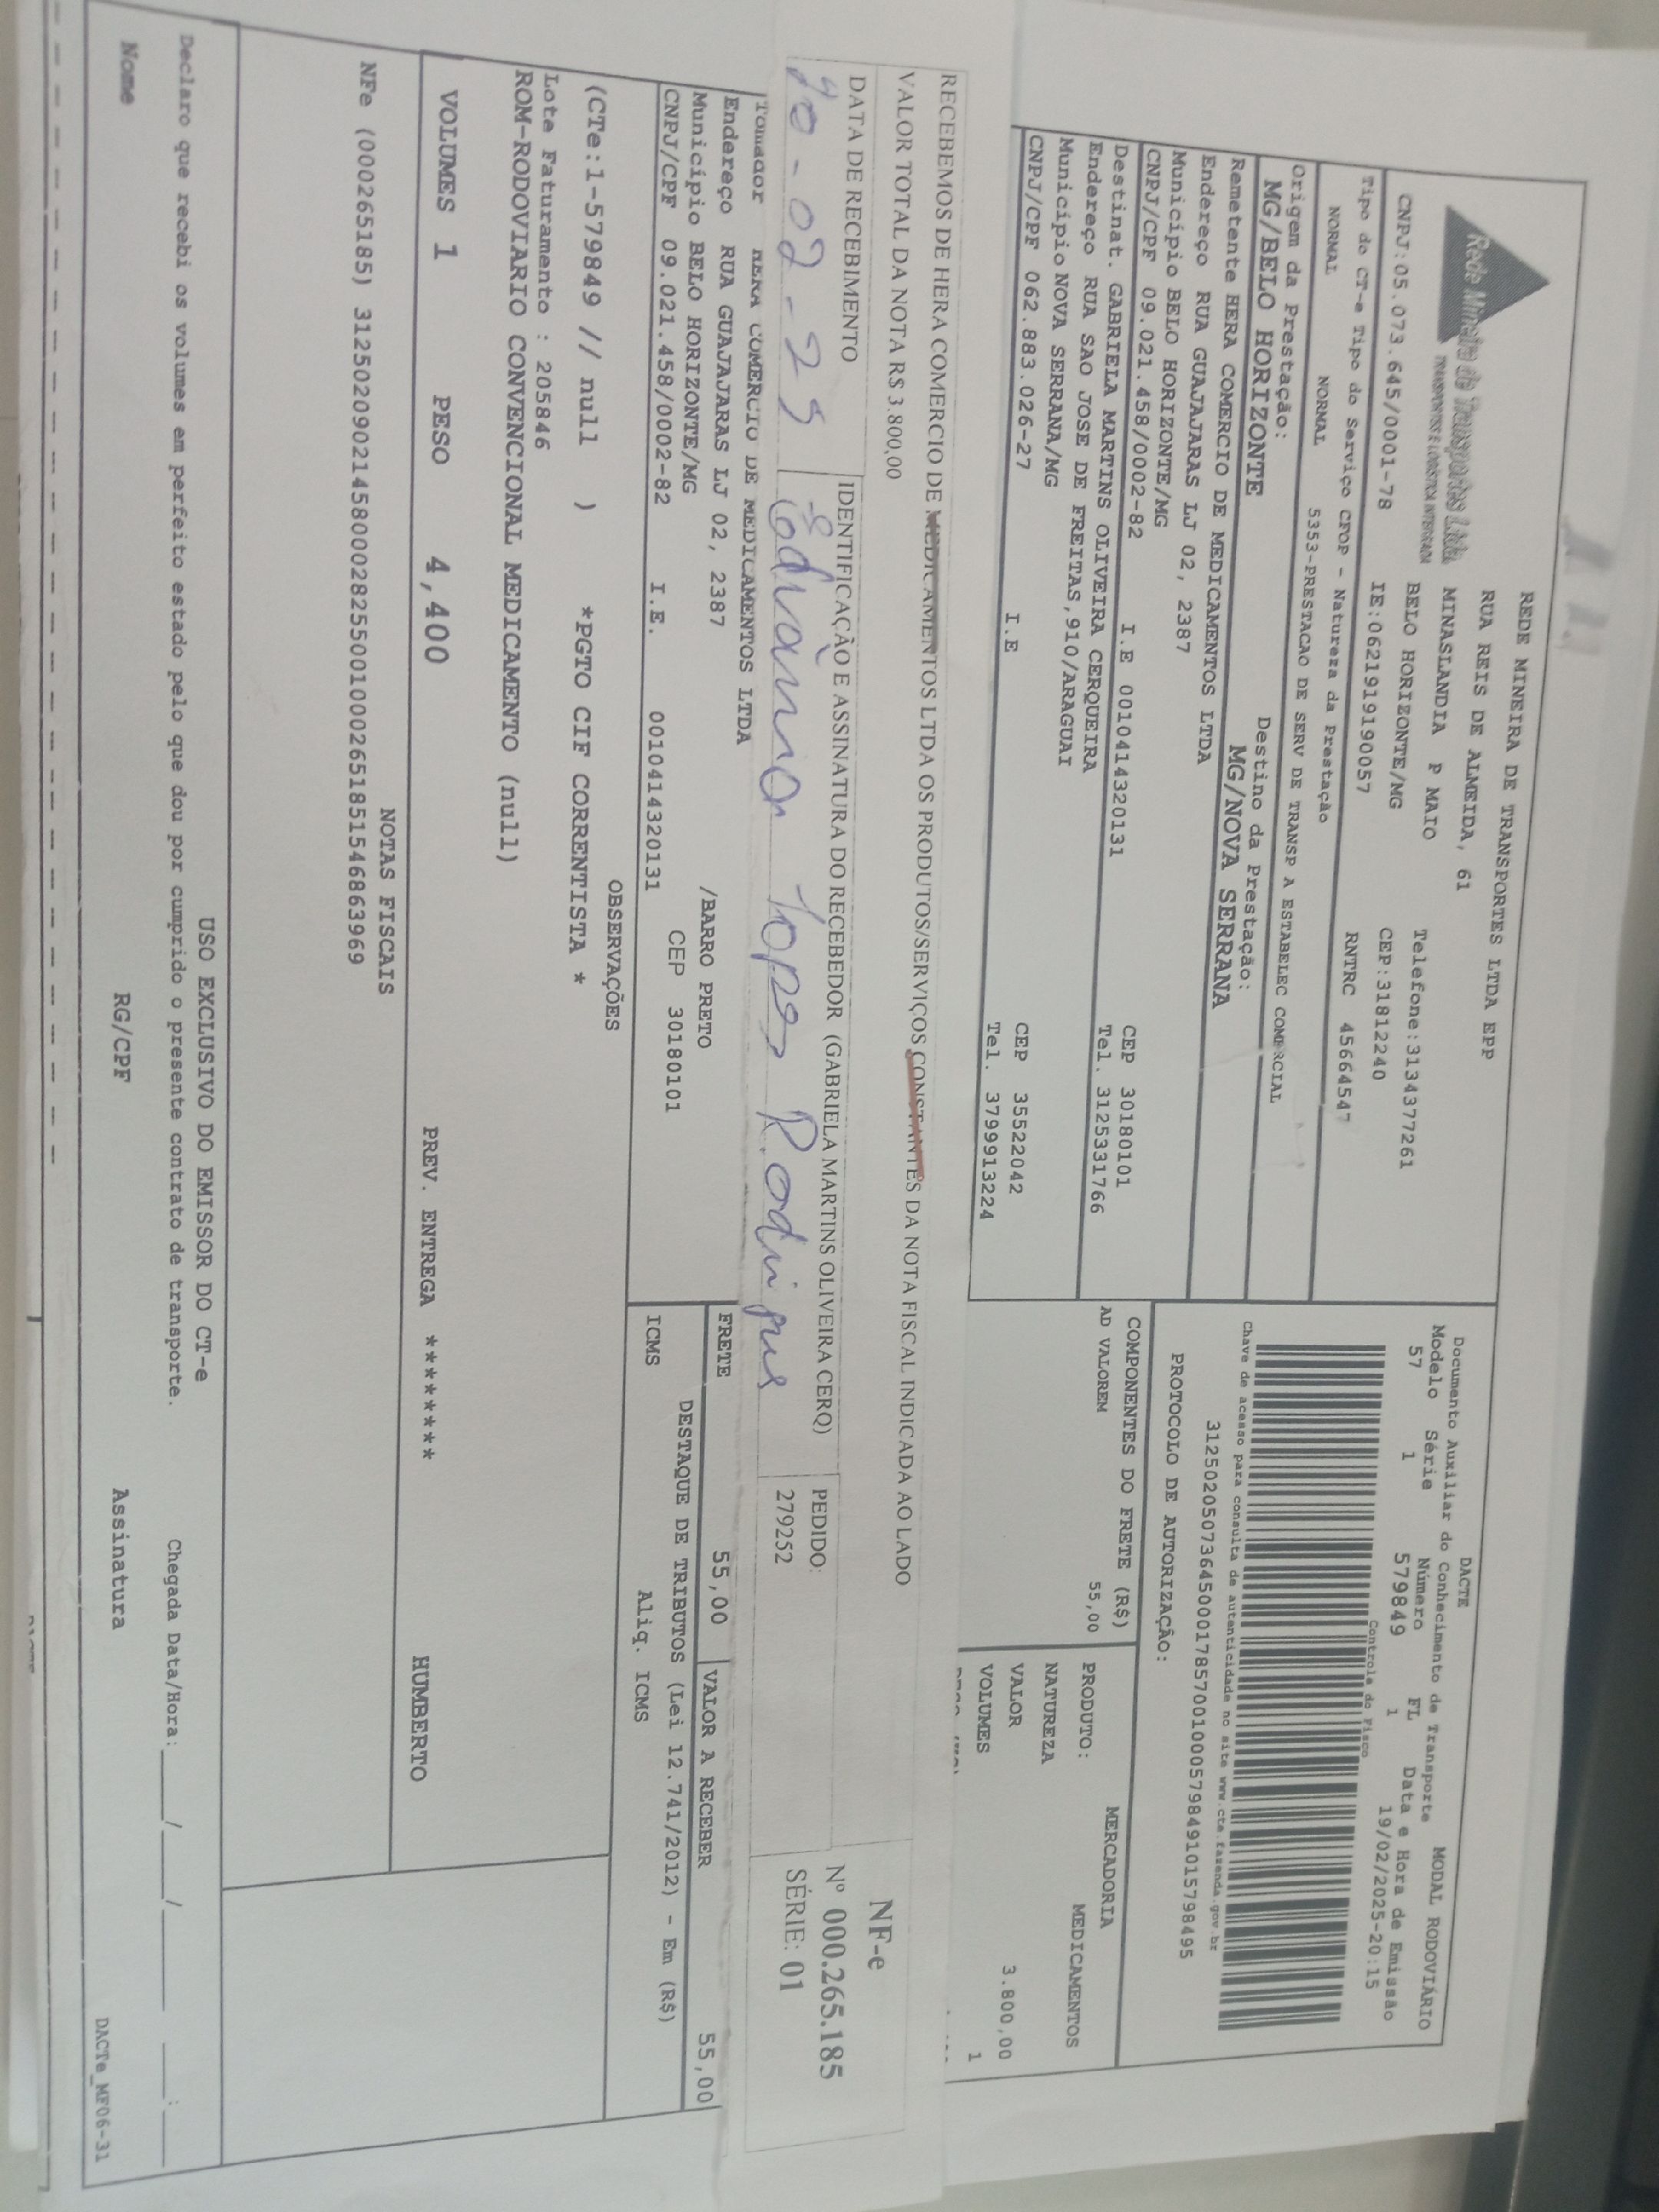 Rede Mineira de Transportes Ltda
TRANSPORTES E LOGISTICA INTEGRADA
REDE MINEIRA DE TRANSPORTES LTDA EPP
RUA REIS DE ALMEIDA, 61
MINASLANDIA P MAIO
BELO HORIZONTE/MG Telefone:3134377261
CNPJ:05.073.645/0001-78 IE:0621919190057 CEP:31812240
Tipo do CT-e Tipo do Serviço CFOP - Natureza da Prestação RNTRC 45664547
NORMAL NORMAL 5353-PRESTACAO DE SERV DE TRANSP A ESTABELEC COMERCIAL
Origem da Prestação: Destino da Prestação:
MG/BELO HORIZONTE MG/NOVA SERRANA
Remetente HERA COMERCIO DE MEDICAMENTOS LTDA
Endereço RUA GUAJAJARAS LJ 02, 2387
Município BELO HORIZONTE/MG CEP 30180101
CNPJ/CPF 09.021.458/0002-82 I.E 0010414320131 Tel. 3125331766
Destinat. GABRIELA MARTINS OLIVEIRA CERQUEIRA
Endereço RUA SAO JOSE DE FREITAS,910/ARAGUAI
Município NOVA SERRANA/MG CEP 35522042
CNPJ/CPF 062.883.026-27 I.E Tel. 3799913224
DACTE MODAL RODOVIÁRIO
Documento Auxiliar do Conhecimento de Transporte
Modelo Série Número FL Data e Hora de Emissão
57 1 579849 1 19/02/2025-20:15
Controle do Fisco
Chave de acesso para consulta de autenticidade no site www.cte.fazenda.gov.br
31250205073645000178570010005798491015798495
PROTOCOLO DE AUTORIZAÇÃO:
COMPONENTES DO FRETE (R$)
AD VALOREM 55,00
MERCADORIA
PRODUTO: MEDICAMENTOS
NATUREZA
VALOR 3.800,00
VOLUMES 1
RECEBEMOS DE HERA COMERCIO DE MEDICAMENTOS LTDA OS PRODUTOS/SERVIÇOS CONSTANTES DA NOTA FISCAL INDICADA AO LADO
VALOR TOTAL DA NOTA R$ 3.800,00
DATA DE RECEBIMENTO
IDENTIFICAÇÃO E ASSINATURA DO RECEBEDOR (GABRIELA MARTINS OLIVEIRA CERQ)
PEDIDO:
279252
NF-e
Nº 000.265.185
SÉRIE: 01
Rodrigues
Tomador HERA COMERCIO DE MEDICAMENTOS LTDA
Endereço RUA GUAJAJARAS LJ 02, 2387
Município BELO HORIZONTE/MG /BARRO PRETO
CNPJ/CPF 09.021.458/0002-82 I.E. 0010414320131 CEP 30180101
FRETE 55,00 VALOR A RECEBER 55,00
DESTAQUE DE TRIBUTOS (Lei 12.741/2012) - Em (R$)
ICMS Aliq. ICMS
OBSERVAÇÕES
(CTe:1-579849 // null ) *PGTO CIF CORRENTISTA *
Lote Faturamento : 205846
ROM-RODOVIARIO CONVENCIONAL MEDICAMENTO (null)
VOLUMES 1 PESO 4,400 PREV. ENTREGA ******** HUMBERTO
NOTAS FISCAIS
NFe (000265185) 31250209021458000282550010002651851546863969
USO EXCLUSIVO DO EMISSOR DO CT-e
Declaro que recebi os volumes em perfeito estado pelo que dou por cumprido o presente contrato de transporte. Chegada Data/Hora:____/____/______ ____:____
Nome RG/CPF Assinatura
DACTe_MF06-31